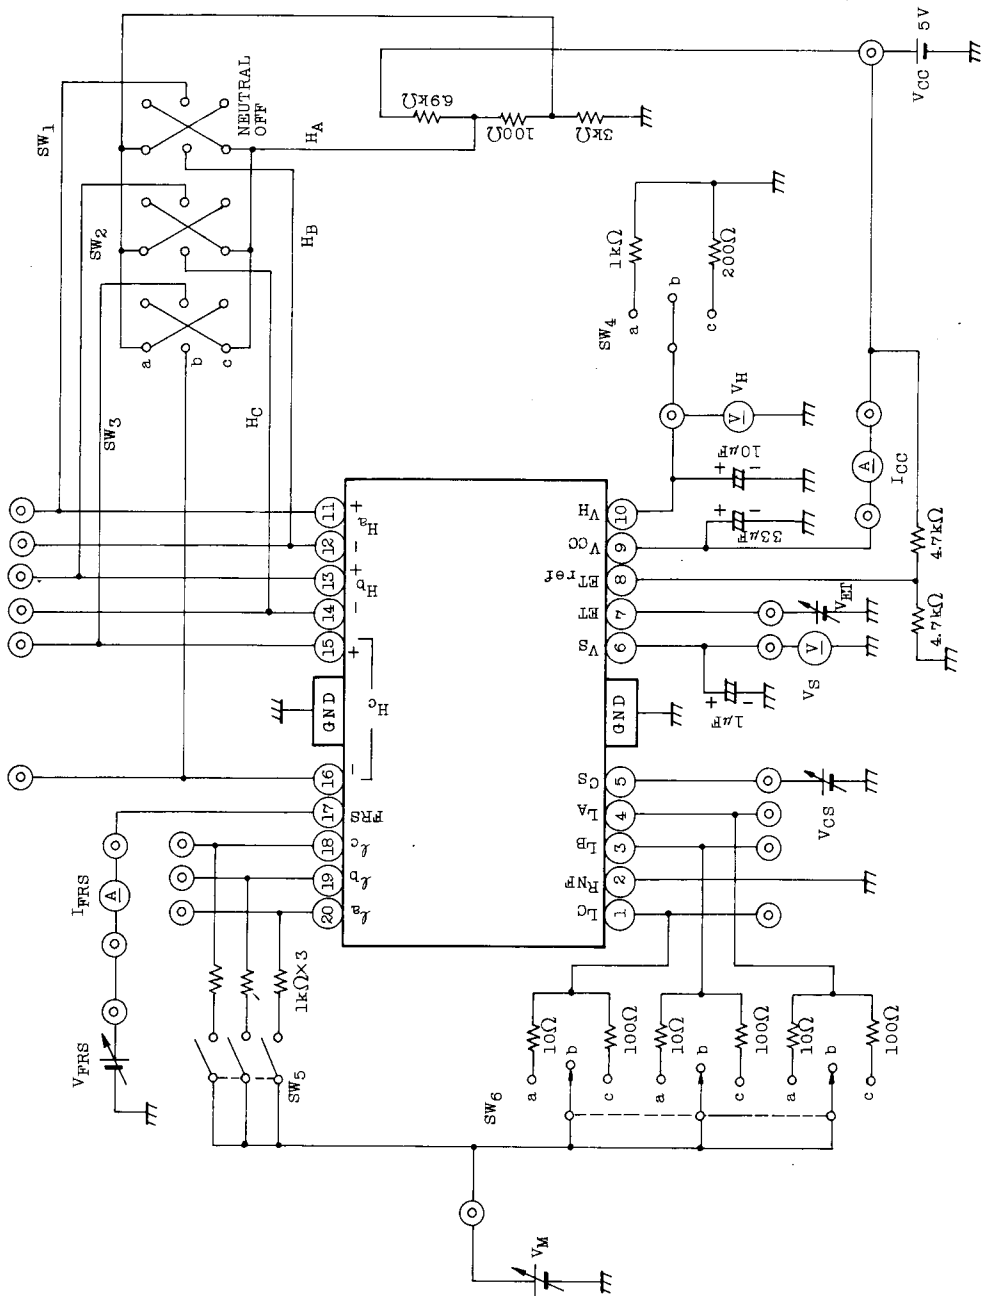 SW1
SW2
SW3
NEUTRAL
OFF
HA
HB
HC
a
b
c
6.9kΩ
100Ω
3kΩ
VCC
5V
SW4
a
b
c
1kΩ
200Ω
VH
V
10μF
+
-
33μF
+
-
A
ICC
4.7kΩ
4.7kΩ
VET
VS
V
1μF
+
-
VCS
11
+
Ha
12
-
13
+
Hb
14
-
15
+
Hc
16
-
GND
17
FRS
18
ℓc
19
ℓb
20
ℓa
10
VH
9
VCC
8
ETref
7
ET
6
VS
GND
5
CS
4
LA
3
LB
2
RNF
1
LC
VFRS
IFRS
A
1kΩ×3
SW5
SW6
a
b
c
10Ω
100Ω
a
b
c
10Ω
100Ω
a
b
c
10Ω
100Ω
VM